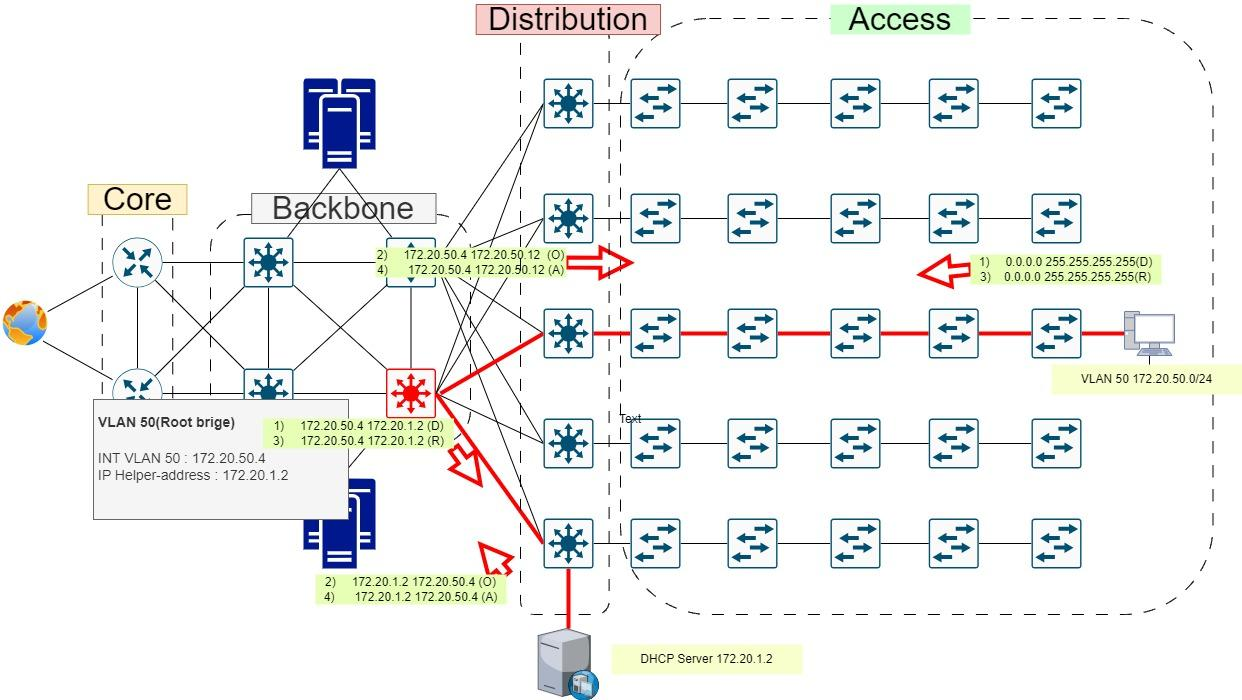 Distribution
Access
Core
Backbone
2) 172.20.50.4 172.20.50.12 (O)
4) 172.20.50.4 172.20.50.12 (A)
1) 0.0.0.0 255.255.255.255(D)
3) 0.0.0.0 255.255.255.255(R)
VLAN 50 172.20.50.0/24
VLAN 50(Root brige)
INT VLAN 50 : 172.20.50.4
IP Helper-address : 172.20.1.2
1) 172.20.50.4 172.20.1.2 (D)
3) 172.20.50.4 172.20.1.2 (R)
Text
2) 172.20.1.2 172.20.50.4 (O)
4) 172.20.1.2 172.20.50.4 (A)
DHCP Server 172.20.1.2